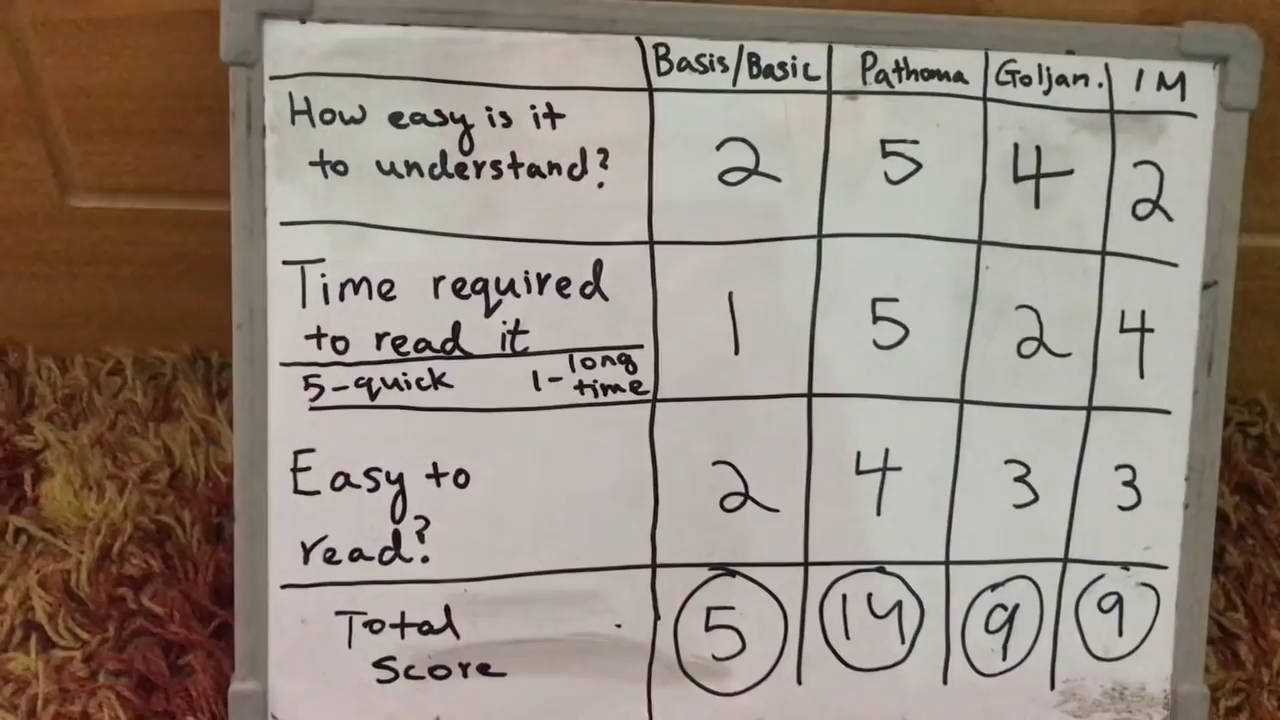 Basis/Basic Pathoma Goljan. IM
How easy is it
to understand? 2 5 4 2
Time required
to read it 1 5 2 4
5-quick 1-long
time
Easy to
read? 2 4 3 3
Total
Score 5 14 9 9